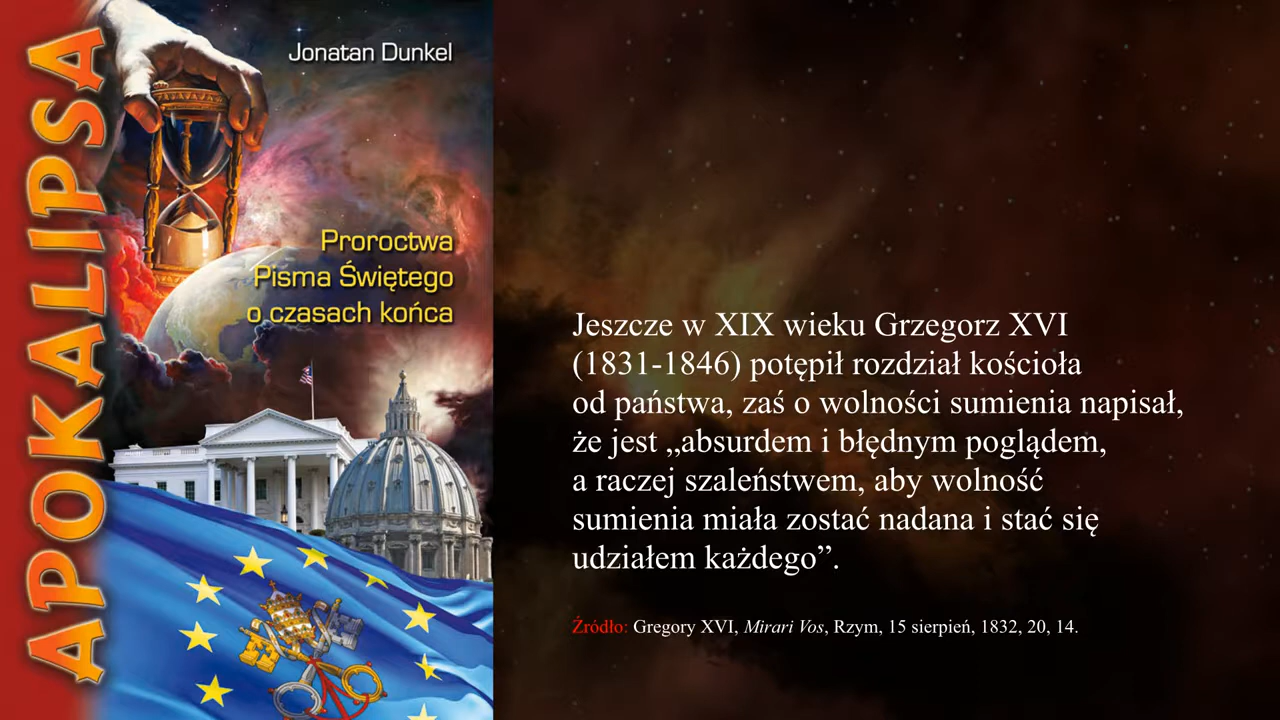 APOKALIPSA
Jonatan Dunkel
Proroctwa
Pisma Świętego
o czasach końca
Jeszcze w XIX wieku Grzegorz XVI
(1831-1846) potępił rozdział kościoła
od państwa, zaś o wolności sumienia napisał,
że jest „absurdem i błędnym poglądem,
a raczej szaleństwem, aby wolność
sumienia miała zostać nadana i stać się
udziałem każdego”.
Źródło: Gregory XVI, Mirari Vos, Rzym, 15 sierpień, 1832, 20, 14.